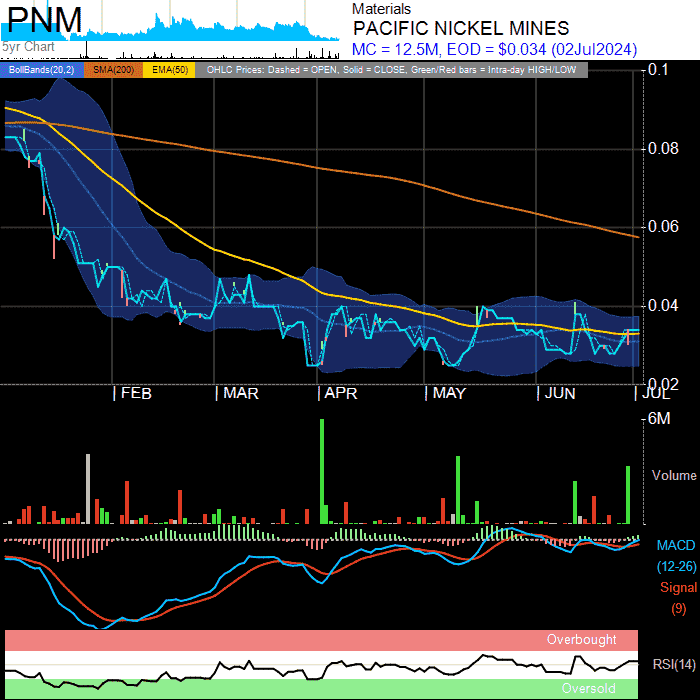 PNM
5yr Chart
Materials
PACIFIC NICKEL MINES
MC = 12.5M, EOD = $0.034 (02Jul2024)
BollBands(20,2) SMA(200) EMA(50) OHLC Prices: Dashed = OPEN, Solid = CLOSE, Green/Red bars = Intra-day HIGH/LOW
0.1
0.08
0.06
0.04
0.02
FEB MAR APR MAY JUN JUL
6M
Volume
MACD
(12-26)
Signal
(9)
Overbought
RSI(14)
Oversold